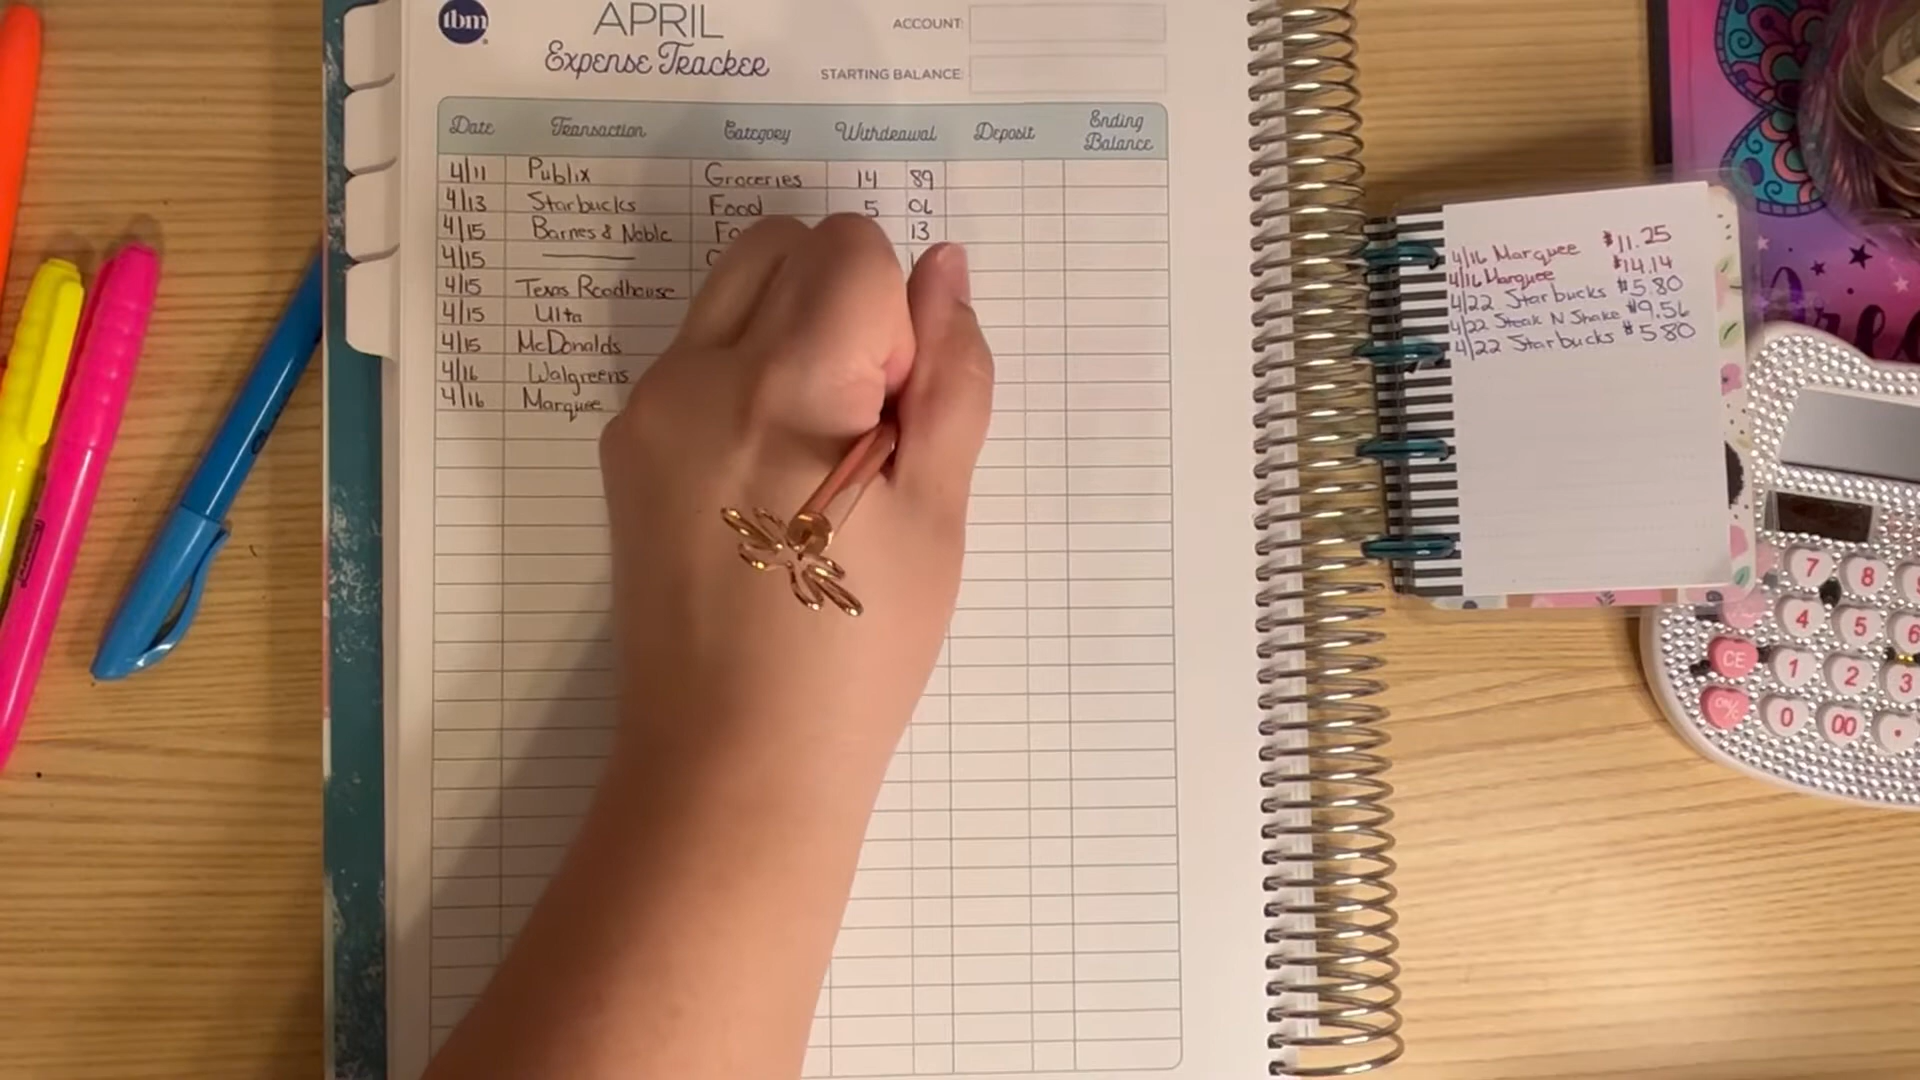 tbm
APRIL
Expense Tracker
ACCOUNT:
STARTING BALANCE:
Date Transaction Category Withdrawal Deposit Ending Balance
4/11 Publix Groceries 14 89
4/13 Starbucks Food 5 06
4/15 Barnes & Noble Fo 13
4/15
4/15 Texas Roadhouse
4/15 Ulta
4/15 McDonalds
4/16 Walgreens
4/16 Marquee
4/16 Marquee $11.25
4/16 Marquee $14.14
4/22 Starbucks $5.80
4/22 Steak N Shake $9.56
4/22 Starbucks $5.80
7 8
4 5 6
CE 1 2 3
0 00 .